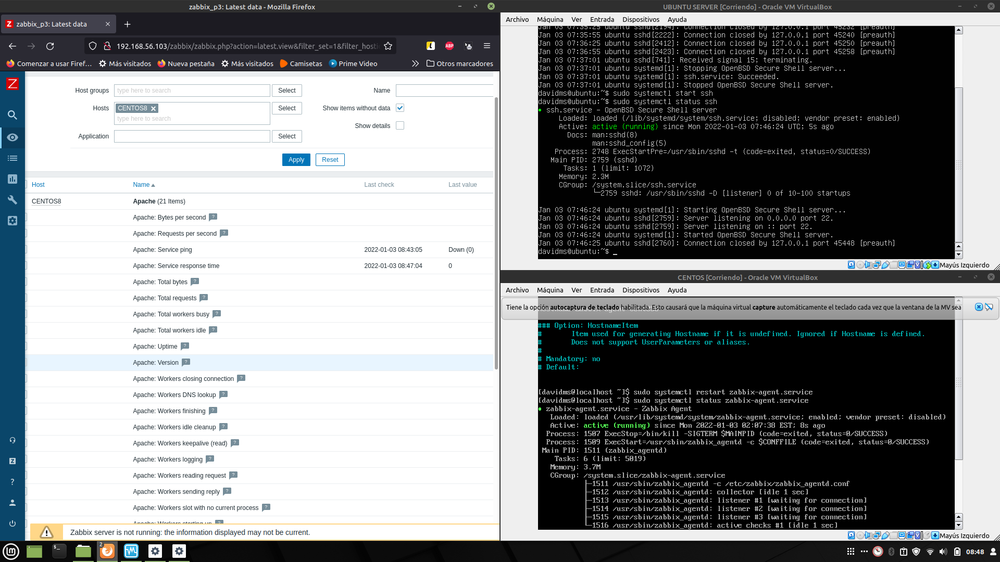 zabbix_p3: Latest data - Mozilla Firefox
zabbix_p3: Latest data
192.168.56.103/zabbix/zabbix.php?action=latest.view&filter_set=1&filter_hosti
ABP
Comenzar a usar Firef…
Más visitados
Nueva pestaña
Más visitados
Camisetas
Prime Video
Otros marcadores
Z
Host groups
type here to search
Select
Name
Hosts
CENTOS8
type here to search
Select
Show items without data
Show details
Application
Select
Apply
Reset
Host
Name
Last check
Last value
CENTOS8
Apache (21 Items)
Apache: Bytes per second
Apache: Requests per second
Apache: Service ping
2022-01-03 08:43:05
Down (0)
Apache: Service response time
2022-01-03 08:47:04
0
Apache: Total bytes
Apache: Total requests
Apache: Total workers busy
Apache: Total workers idle
Apache: Uptime
Apache: Version
Apache: Workers closing connection
Apache: Workers DNS lookup
Apache: Workers finishing
Apache: Workers idle cleanup
Apache: Workers keepalive (read)
Apache: Workers logging
Apache: Workers reading request
Apache: Workers sending reply
Apache: Workers slot with no current process
Apache: Workers starting up
Zabbix server is not running: the information displayed may not be current.
UBUNTU SERVER [Corriendo] - Oracle VM VirtualBox
Archivo Máquina Ver Entrada Dispositivos Ayuda
Jan 03 07:35:25 ubuntu sshd[2194]: Connection closed by 127.0.0.1 port 45232 [preauth]
Jan 03 07:35:55 ubuntu sshd[2222]: Connection closed by 127.0.0.1 port 45240 [preauth]
Jan 03 07:36:25 ubuntu sshd[2412]: Connection closed by 127.0.0.1 port 45250 [preauth]
Jan 03 07:36:55 ubuntu sshd[2423]: Connection closed by 127.0.0.1 port 45258 [preauth]
Jan 03 07:37:01 ubuntu sshd[741]: Received signal 15; terminating.
Jan 03 07:37:01 ubuntu systemd[1]: Stopping OpenBSD Secure Shell server...
Jan 03 07:37:01 ubuntu systemd[1]: ssh.service: Succeeded.
Jan 03 07:37:01 ubuntu systemd[1]: Stopped OpenBSD Secure Shell server.
davidms@ubuntu:~$ sudo systemctl start ssh
davidms@ubuntu:~$ sudo systemctl status ssh
● ssh.service - OpenBSD Secure Shell server
Loaded: loaded (/lib/systemd/system/ssh.service; disabled; vendor preset: enabled)
Active: active (running) since Mon 2022-01-03 07:46:24 UTC; 5s ago
Docs: man:sshd(8)
man:sshd_config(5)
Process: 2748 ExecStartPre=/usr/sbin/sshd -t (code=exited, status=0/SUCCESS)
Main PID: 2759 (sshd)
Tasks: 1 (limit: 1072)
Memory: 2.3M
CGroup: /system.slice/ssh.service
└─2759 sshd: /usr/sbin/sshd -D [listener] 0 of 10-100 startups
Jan 03 07:46:24 ubuntu systemd[1]: Starting OpenBSD Secure Shell server...
Jan 03 07:46:24 ubuntu sshd[2759]: Server listening on 0.0.0.0 port 22.
Jan 03 07:46:24 ubuntu sshd[2759]: Server listening on :: port 22.
Jan 03 07:46:24 ubuntu systemd[1]: Started OpenBSD Secure Shell server.
Jan 03 07:46:25 ubuntu sshd[2760]: Connection closed by 127.0.0.1 port 45448 [preauth]
davidms@ubuntu:~$ _
Mayús Izquierdo
CENTOS [Corriendo] - Oracle VM VirtualBox
Archivo Máquina Ver Entrada Dispositivos Ayuda
Tiene la opción autocaptura de teclado habilitada. Esto causará que la máquina virtual capture automáticamente el teclado cada vez que la ventana de la MV sea
### Option: HostnameItem
# Item used for generating Hostname if it is undefined. Ignored if Hostname is defined.
# Does not support UserParameters or aliases.
#
# Mandatory: no
# Default:
[davidms@localhost ~]$ sudo systemctl restart zabbix-agent.service
[davidms@localhost ~]$ sudo systemctl status zabbix-agent.service
● zabbix-agent.service - Zabbix Agent
Loaded: loaded (/usr/lib/systemd/system/zabbix-agent.service; enabled; vendor preset: disabled)
Active: active (running) since Mon 2022-01-03 02:07:38 EST; 8s ago
Process: 1507 ExecStop=/bin/kill -SIGTERM $MAINPID (code=exited, status=0/SUCCESS)
Process: 1509 ExecStart=/usr/sbin/zabbix_agentd -c $CONFFILE (code=exited, status=0/SUCCESS)
Main PID: 1511 (zabbix_agentd)
Tasks: 6 (limit: 5019)
Memory: 3.7M
CGroup: /system.slice/zabbix-agent.service
├─1511 /usr/sbin/zabbix_agentd -c /etc/zabbix/zabbix_agentd.conf
├─1512 /usr/sbin/zabbix_agentd: collector [idle 1 sec]
├─1513 /usr/sbin/zabbix_agentd: listener #1 [waiting for connection]
├─1514 /usr/sbin/zabbix_agentd: listener #2 [waiting for connection]
├─1515 /usr/sbin/zabbix_agentd: listener #3 [waiting for connection]
└─1516 /usr/sbin/zabbix_agentd: active checks #1 [idle 1 sec]
Mayús Izquierdo
2
08:48